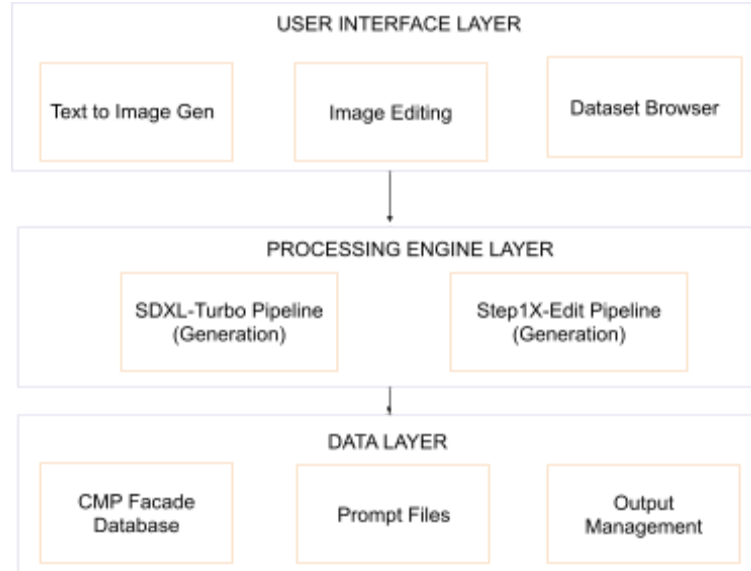 USER INTERFACE LAYER
Text to Image Gen
Image Editing
Dataset Browser
PROCESSING ENGINE LAYER
SDXL-Turbo Pipeline
(Generation)
Step1X-Edit Pipeline
(Generation)
DATA LAYER
CMP Facade
Database
Prompt Files
Output
Management